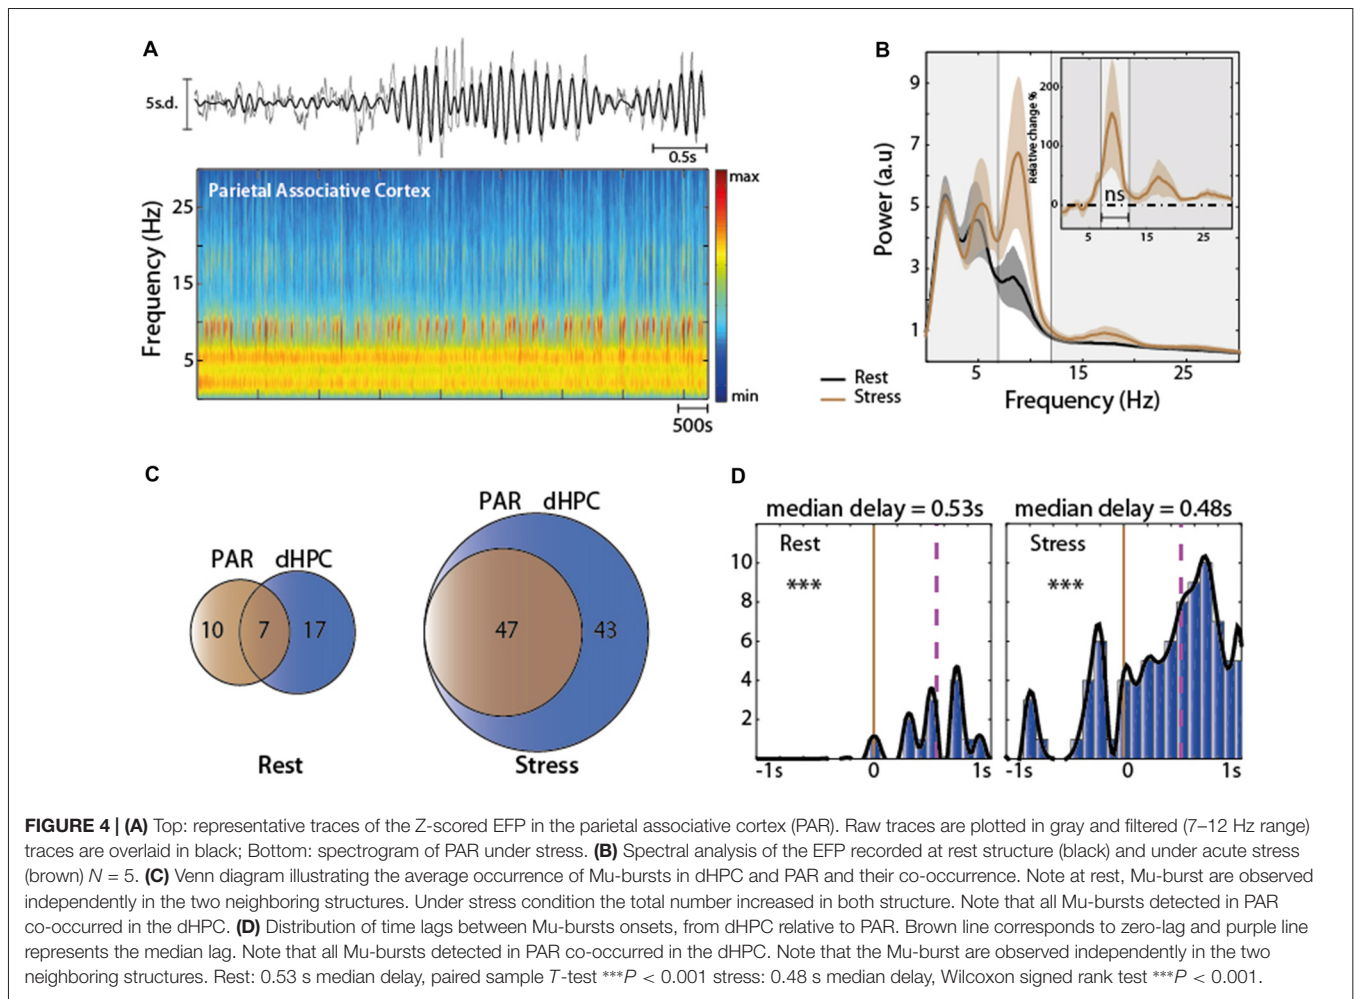 A
5s.d.
0.5s
Parietal Associative Cortex
Frequency (Hz)
25
15
5
max
min
500s
B
Power (a.u)
9
7
5
3
1
5
15
25
Frequency (Hz)
Rest
Stress
Relative change %
200
100
0
ns
5
15
25
C
PAR dHPC
10
7
17
Rest
PAR dHPC
47
43
Stress
D
median delay = 0.53s
Rest
***
10
8
6
4
2
-1s
0
1s
median delay = 0.48s
Stress
***
-1s
0
1s
FIGURE 4 | (A) Top: representative traces of the Z-scored EFP in the parietal associative cortex (PAR). Raw traces are plotted in gray and filtered (7–12 Hz range)
traces are overlaid in black; Bottom: spectrogram of PAR under stress. (B) Spectral analysis of the EFP recorded at rest structure (black) and under acute stress
(brown) N = 5. (C) Venn diagram illustrating the average occurrence of Mu-bursts in dHPC and PAR and their co-occurrence. Note at rest, Mu-burst are observed
independently in the two neighboring structures. Under stress condition the total number increased in both structure. Note that all Mu-bursts detected in PAR
co-occurred in the dHPC. (D) Distribution of time lags between Mu-bursts onsets, from dHPC relative to PAR. Brown line corresponds to zero-lag and purple line
represents the median lag. Note that all Mu-bursts detected in PAR co-occurred in the dHPC. Note that the Mu-burst are observed independently in the two
neighboring structures. Rest: 0.53 s median delay, paired sample T-test ***P < 0.001 stress: 0.48 s median delay, Wilcoxon signed rank test ***P < 0.001.